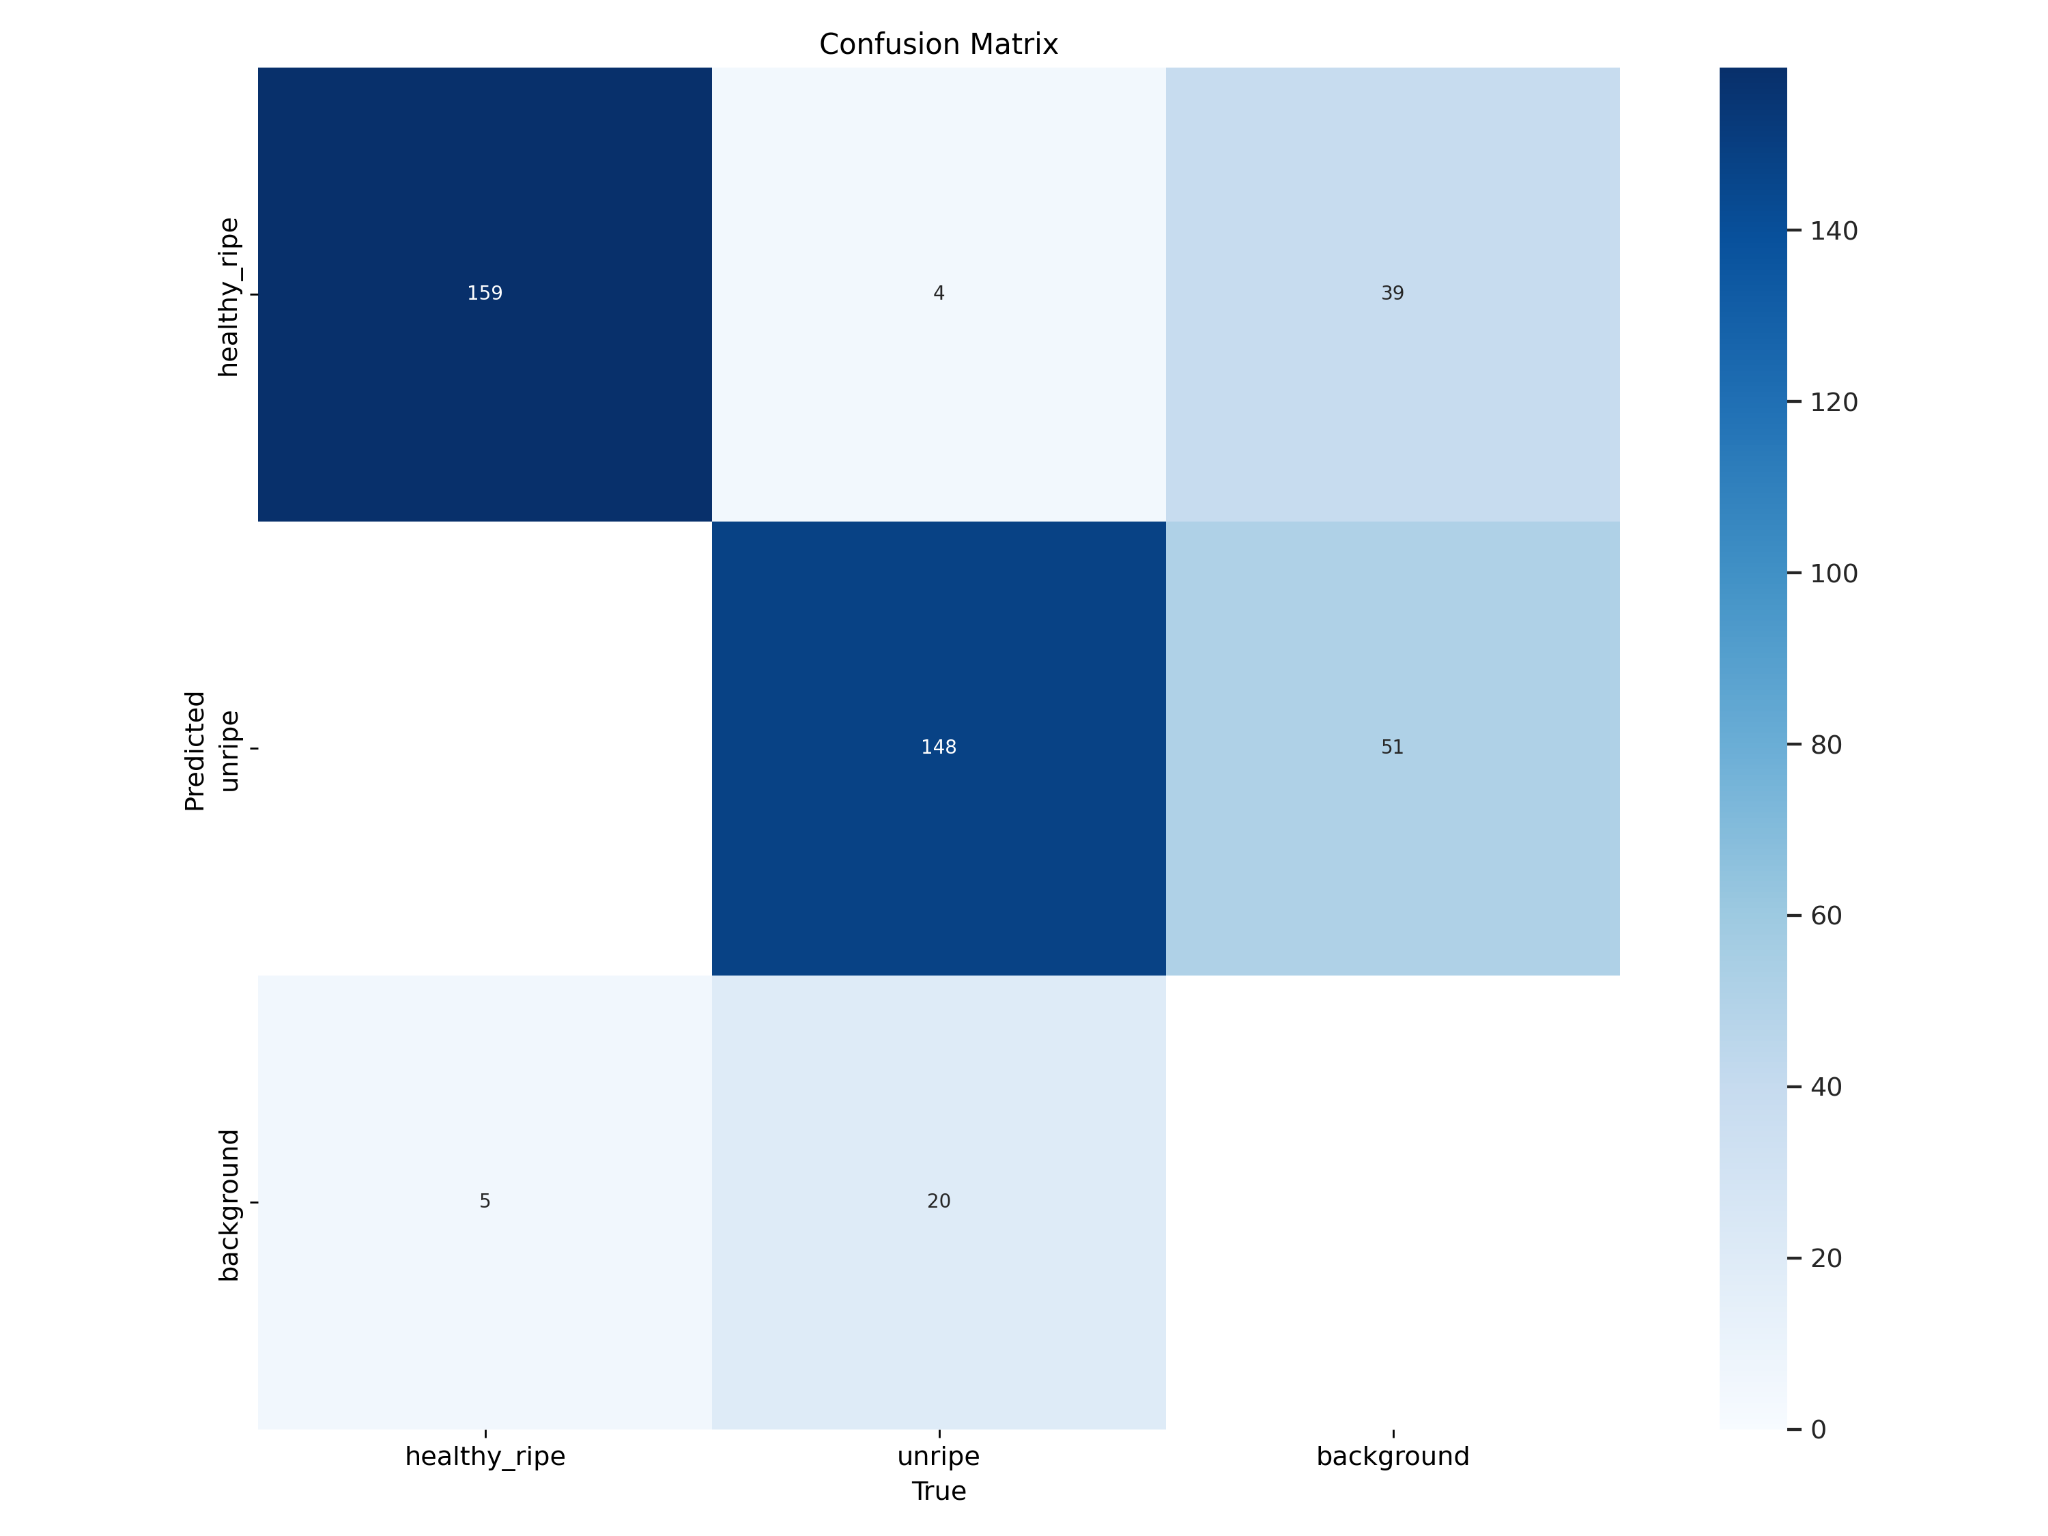 Confusion Matrix
healthy_ripe
159
4
39
140
120
100
80
60
40
20
0
Predicted
unripe
148
51
background
5
20
healthy_ripe
unripe
background
True